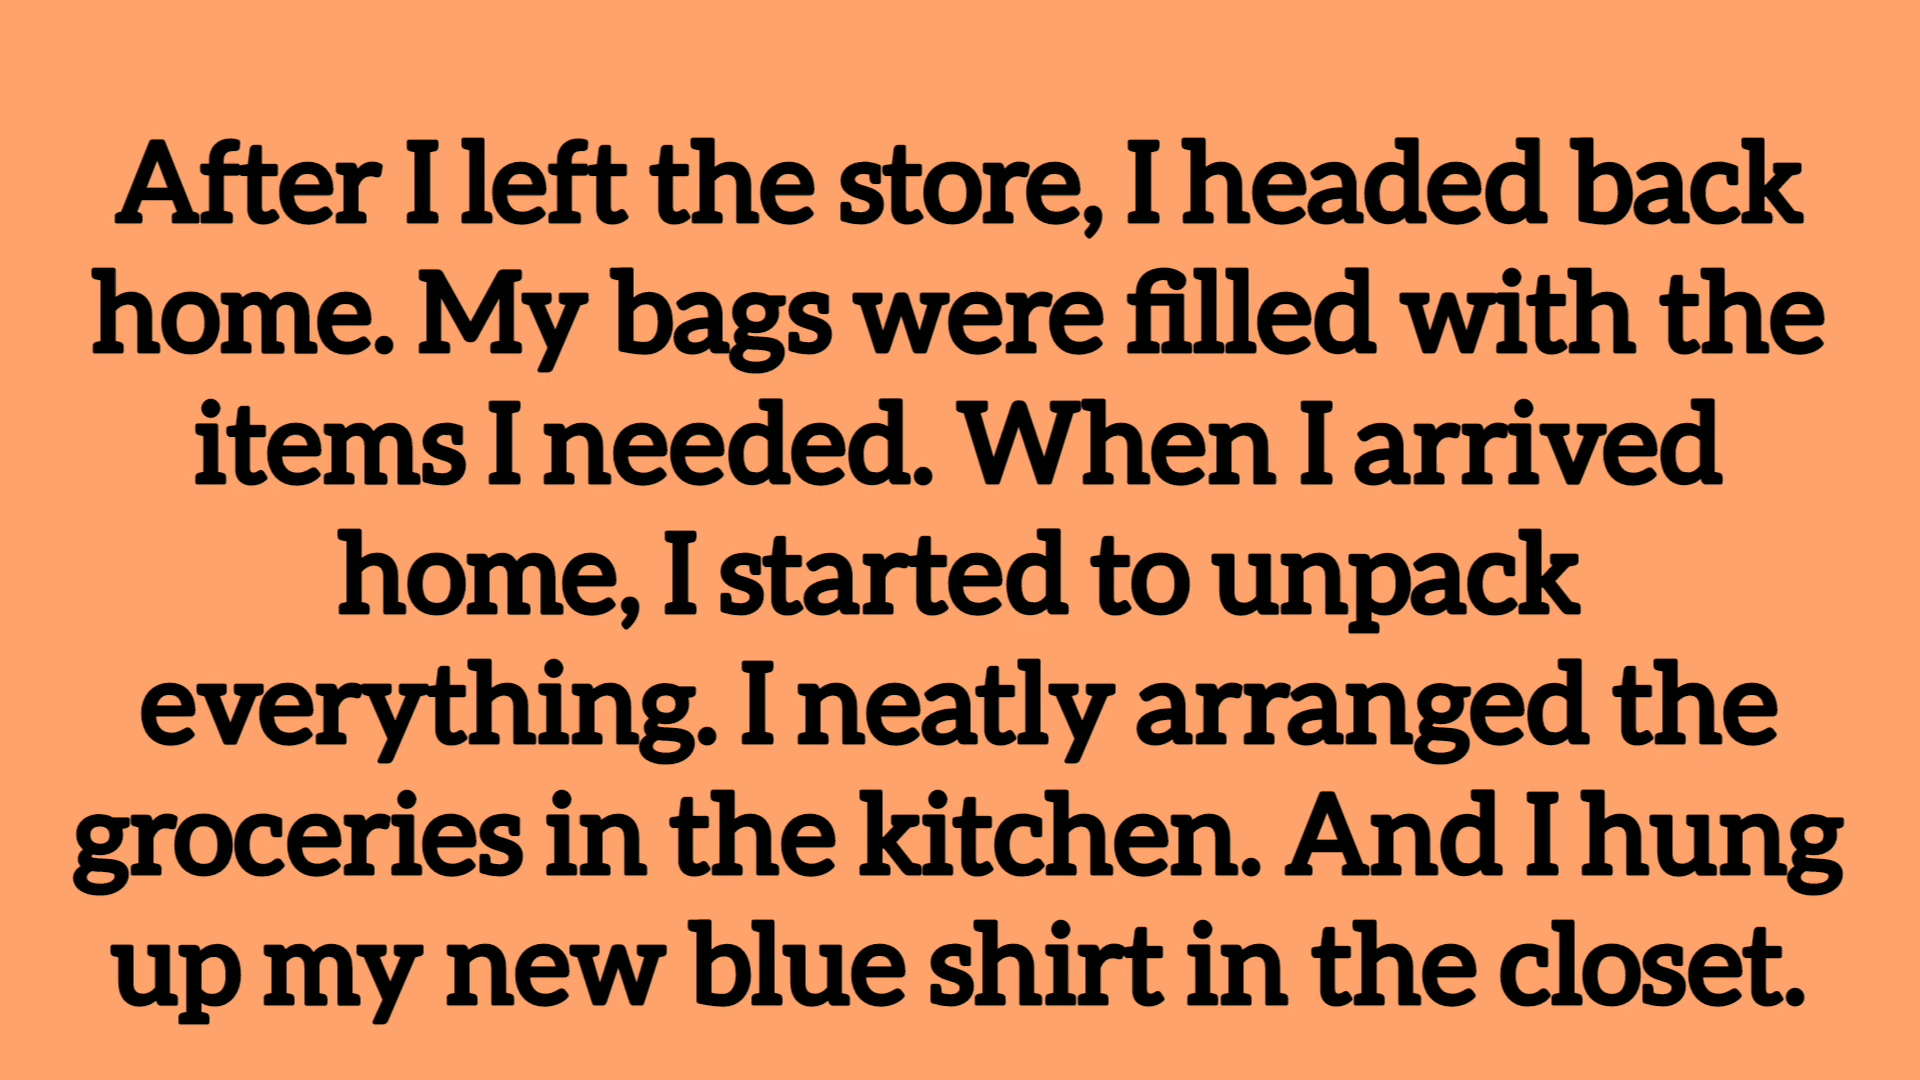 After I left the store, I headed back
home. My bags were filled with the
items I needed. When I arrived
home, I started to unpack
everything. I neatly arranged the
groceries in the kitchen. And I hung
up my new blue shirt in the closet.